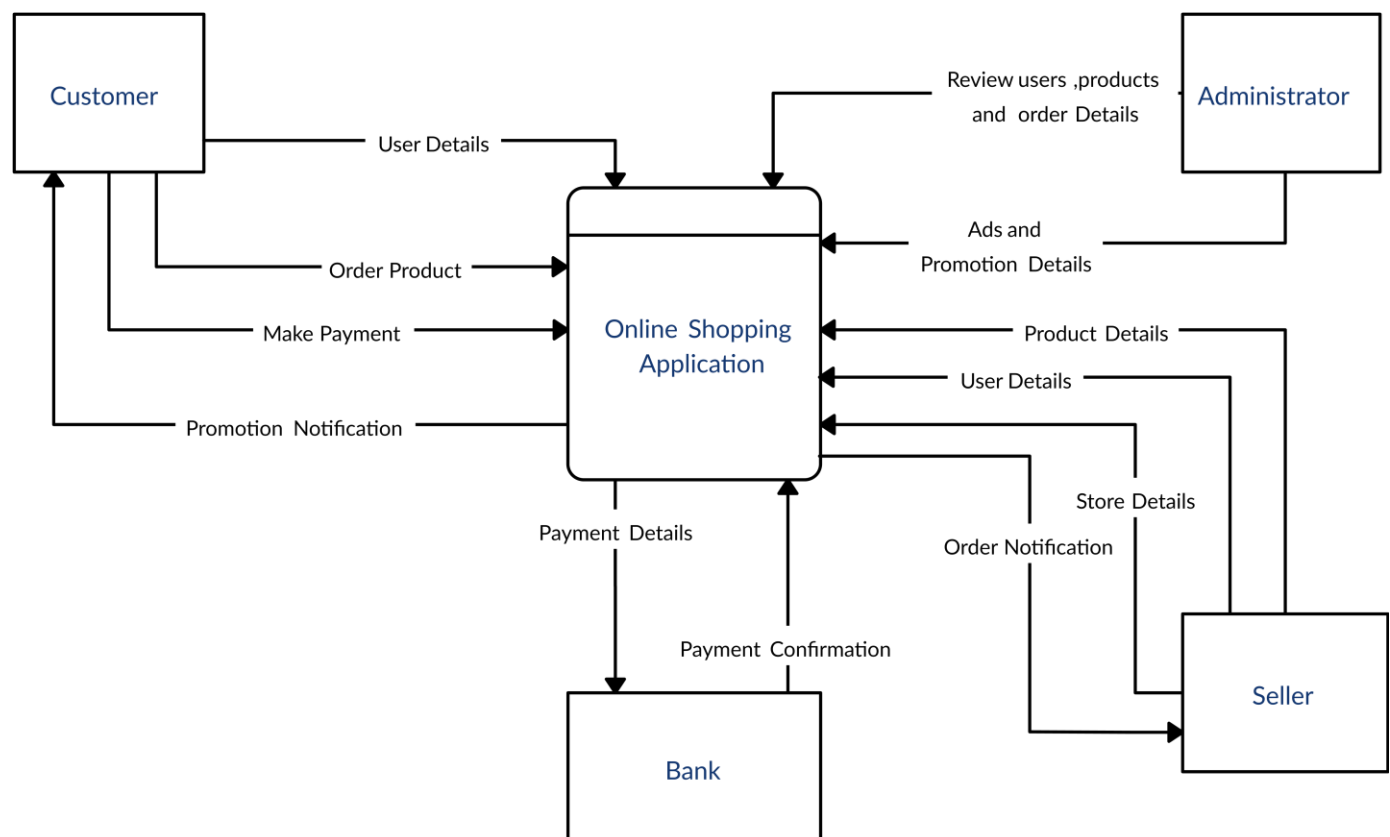 Customer
Administrator
Review users ,products
and order Details
User Details
Ads and
Promotion Details
Order Product
Make Payment
Online Shopping
Application
Product Details
User Details
Promotion Notification
Store Details
Payment Details
Order Notification
Payment Confirmation
Seller
Bank